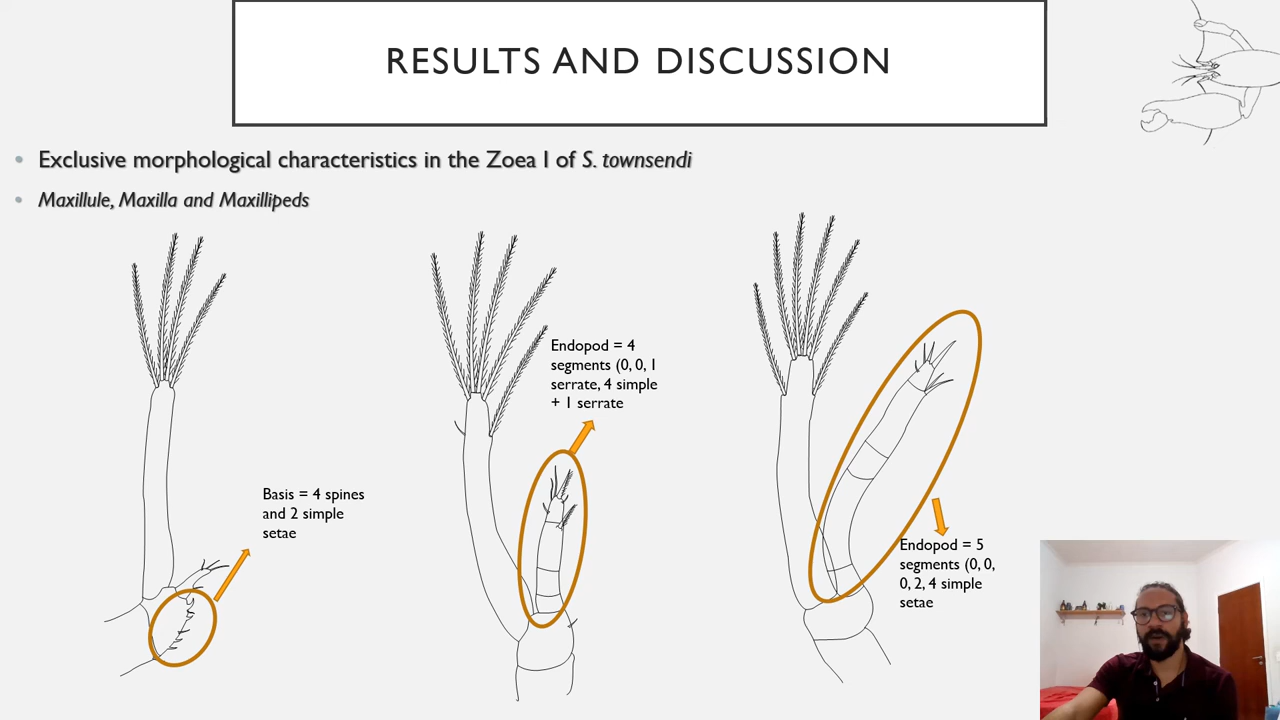 RESULTS AND DISCUSSION
Exclusive morphological characteristics in the Zoea I of S. townsendi
Maxillule, Maxilla and Maxillipeds
Endopod = 4
segments (0, 0, 1
serrate, 4 simple
+ 1 serrate
Basis = 4 spines
and 2 simple
setae
Endopod = 5
segments (0, 0,
0, 2, 4 simple
setae